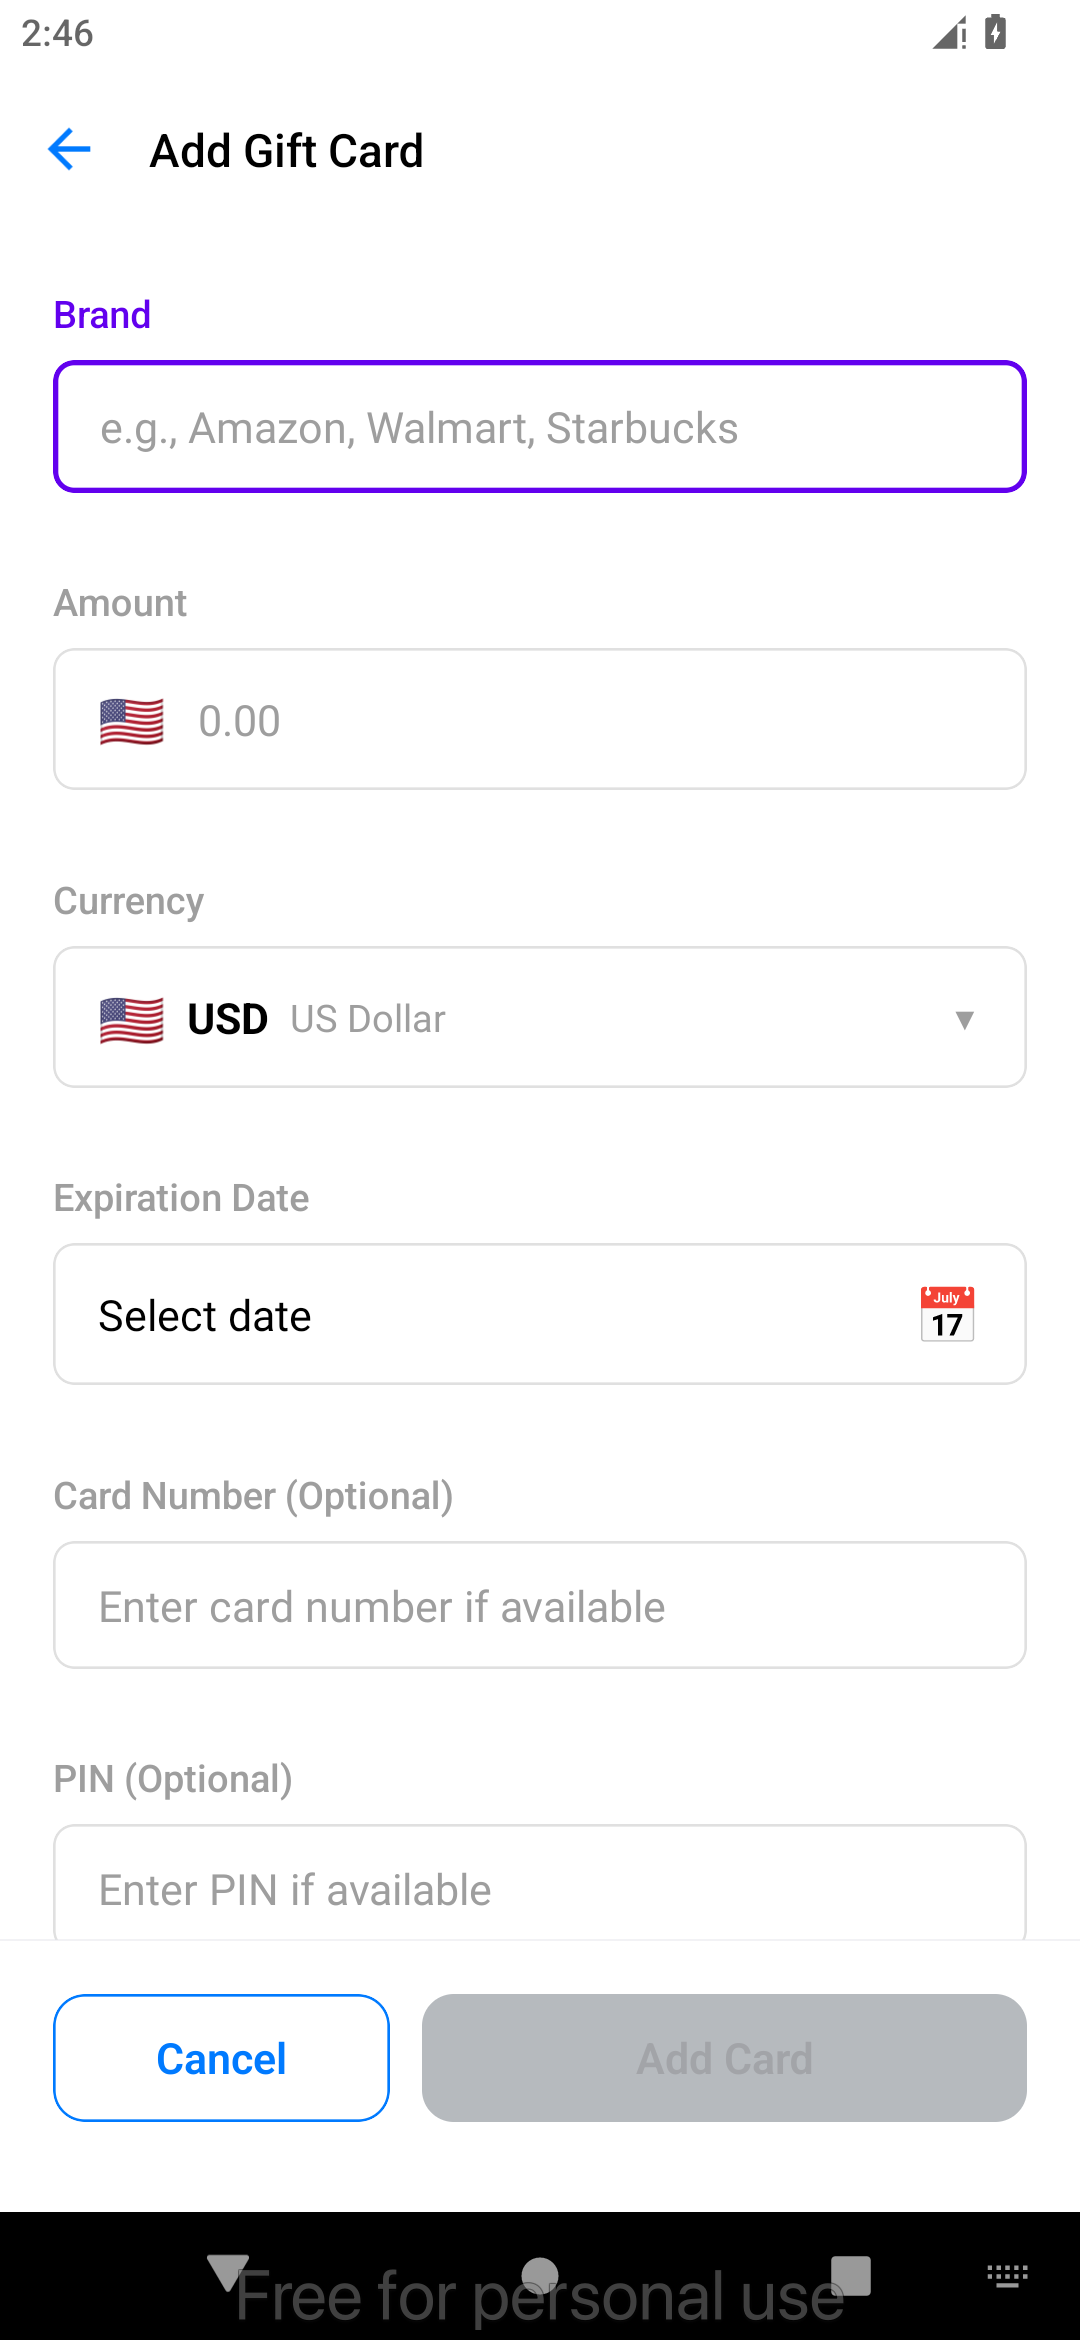 2:46
Add Gift Card
Brand
e.g., Amazon, Walmart, Starbucks
Amount
0.00
Currency
USD US Dollar
Expiration Date
Select date
July
17
Card Number (Optional)
Enter card number if available
PIN (Optional)
Enter PIN if available
Cancel
Add Card
Free for personal use